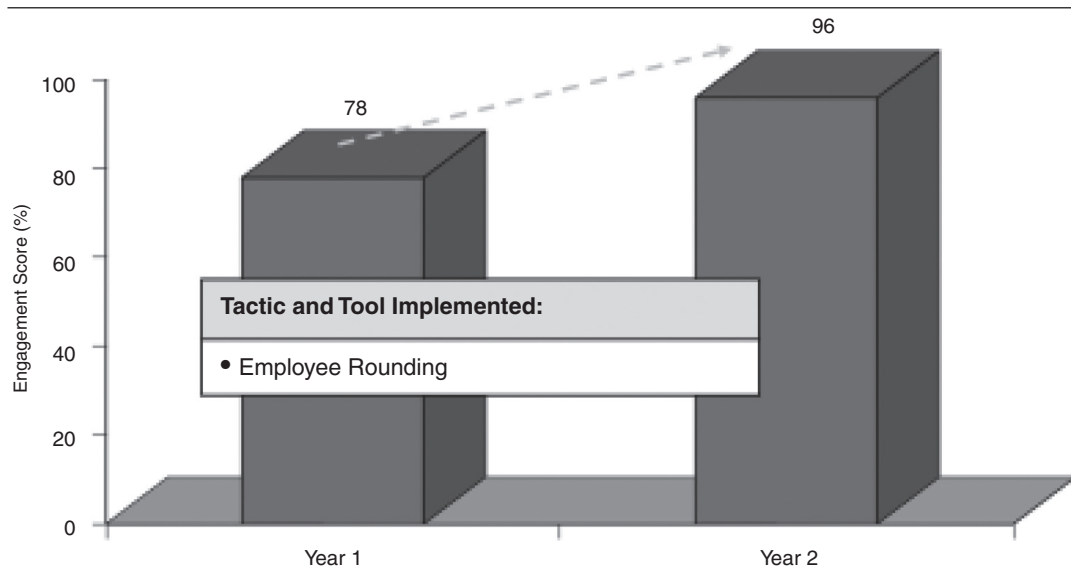 96
100
78
80
Engagement Score (%)
60
Tactic and Tool Implemented:
40
• Employee Rounding
20
0
Year 1
Year 2